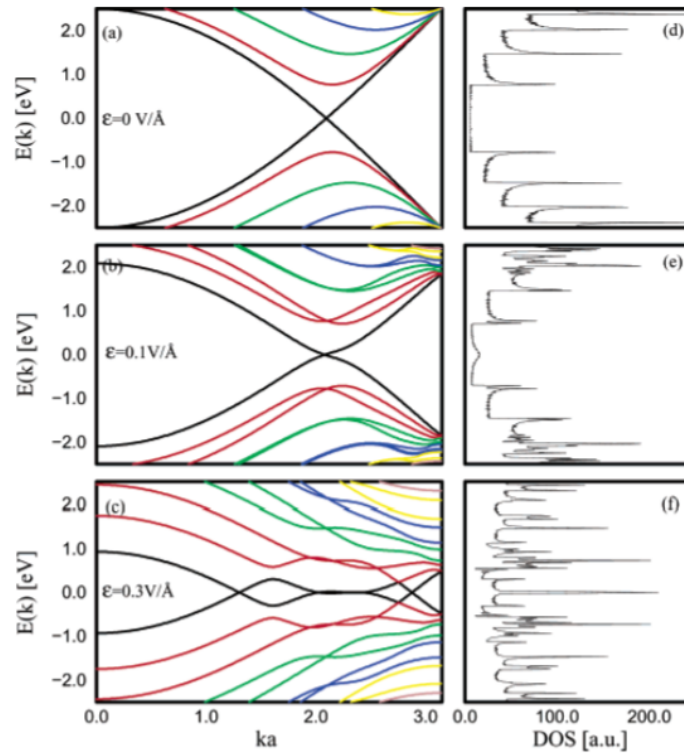 2.0
1.0
0.0
−1.0
−2.0
E(k) [eV]
(a)
ε=0 V/Å
(d)
2.0
1.0
0.0
−1.0
−2.0
E(k) [eV]
(b)
ε=0.1V/Å
(e)
2.0
1.0
0.0
−1.0
−2.0
E(k) [eV]
(c)
ε=0.3V/Å
(f)
0.0 1.0 2.0 3.0 0.0 100.0 200.0
ka DOS [a.u.]